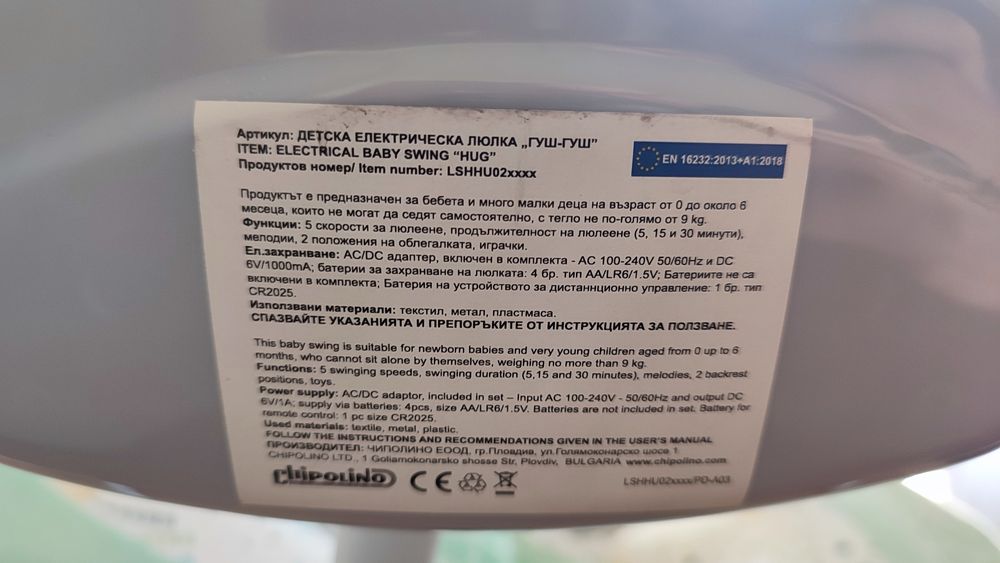 Артикул: ДЕТСКА ЕЛЕКТРИЧЕСКА ЛЮЛКА „ГУШ-ГУШ”
ITEM: ELECTRICAL BABY SWING “HUG”
Продуктов номер/ Item number: LSHHU02xxxx
EN 16232:2013+A1:2018
Продуктът е предназначен за бебета и много малки деца на възраст от 0 до около 6
месеца, които не могат да седят самостоятелно, с тегло не по-голямо от 9 kg.
Функции: 5 скорости за люлеене, продължителност на люлеене (5, 15 и 30 минути),
мелодии, 2 положения на облегалката, играчки.
Ел.захранване: AC/DC адаптер, включен в комплекта - AC 100-240V 50/60Hz и DC
6V/1000mA; батерии за захранване на люлката: 4 бр. тип AA/LR6/1.5V; Батериите не са
включени в комплекта; Батерия на устройството за дистаннционно управление: 1 бр. тип
CR2025.
Използвани материали: текстил, метал, пластмаса.
СПАЗВАЙТЕ УКАЗАНИЯТА И ПРЕПОРЪКИТЕ ОТ ИНСТРУКЦИЯТА ЗА ПОЛЗВАНЕ.
This baby swing is suitable for newborn babies and very young children aged from 0 up to 6
months, who cannot sit alone by themselves, weighing no more than 9 kg.
Functions: 5 swinging speeds, swinging duration (5,15 and 30 minutes), melodies, 2 backrest
positions, toys.
Power supply: AC/DC adaptor, included in set – Input AC 100-240V - 50/60Hz and output DC
6V/1A; supply via batteries: 4pcs, size AA/LR6/1.5V. Batteries are not included in set. Battery for
remote control: 1 pc size CR2025.
Used materials: textile, metal, plastic.
FOLLOW THE INSTRUCTIONS AND RECOMMENDATIONS GIVEN IN THE USER'S MANUAL
ПРОИЗВОДИТЕЛ: ЧИПОЛИНО ЕООД, гр.Пловдив, ул.Голямоконарско шосе 1
CHIPOLINO LTD., 1 Goliamokonarsko shosse Str, Plovdiv, BULGARIA www.chipolino.com
chipolino CE
LSHHU02xxxx/PD-A03